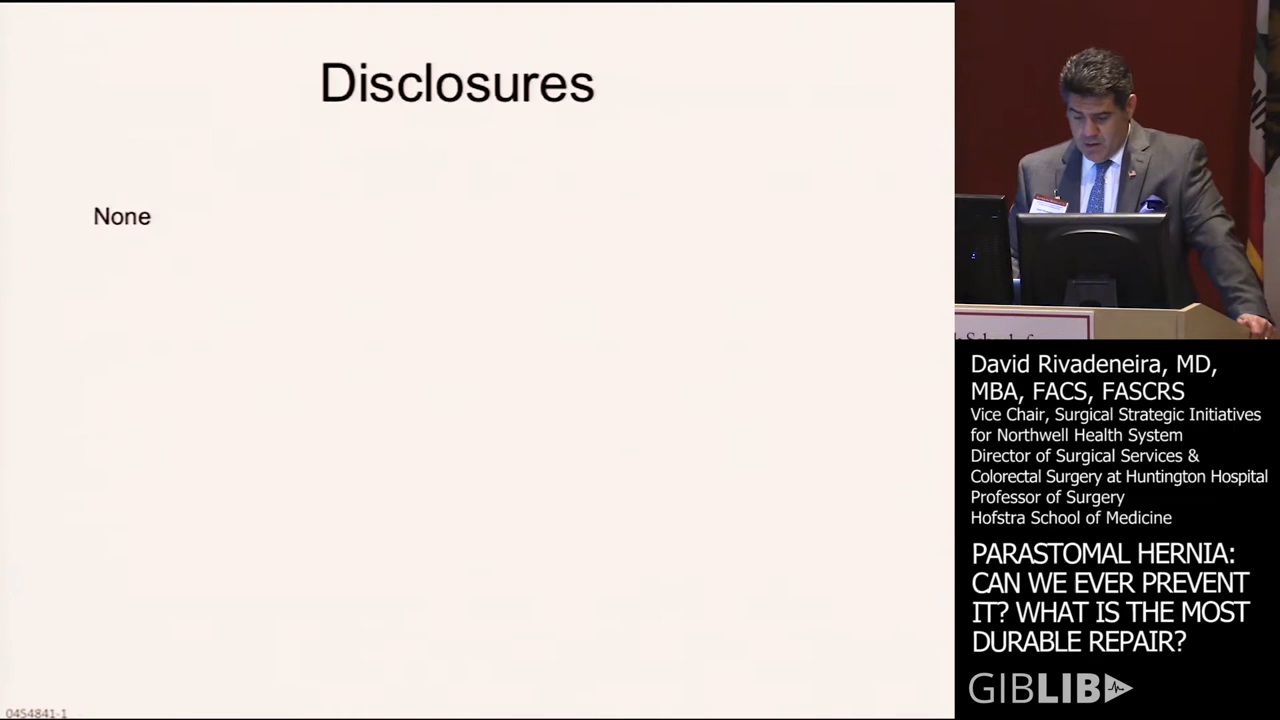 Disclosures
None
0454841-1
David Rivadeneira, MD,
MBA, FACS, FASCRS
Vice Chair, Surgical Strategic Initiatives
for Northwell Health System
Director of Surgical Services &
Colorectal Surgery at Huntington Hospital
Professor of Surgery
Hofstra School of Medicine
PARASTOMAL HERNIA:
CAN WE EVER PREVENT
IT? WHAT IS THE MOST
DURABLE REPAIR?
GIBLIB